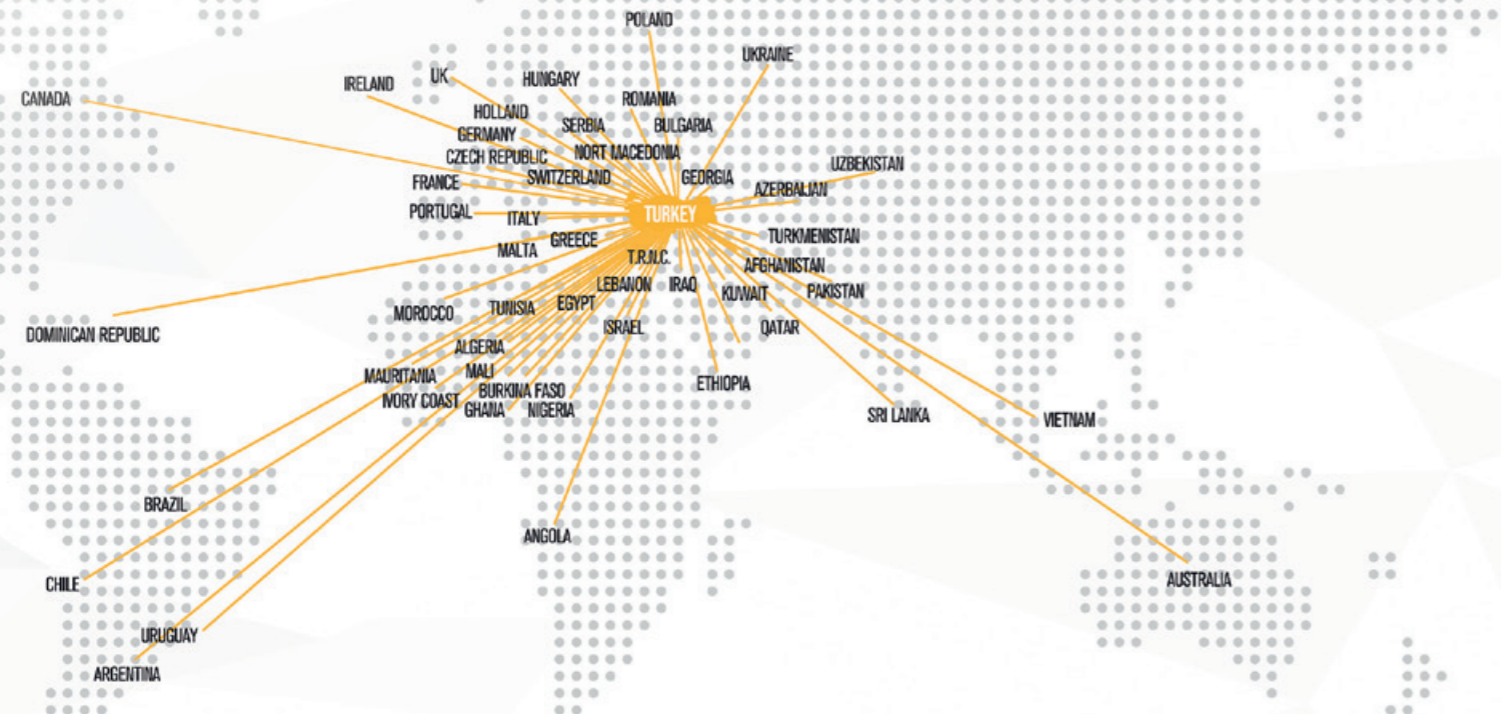 POLAND
UKRAINE
IRELAND
UK
HUNGARY
CANADA
ROMANIA
HOLLAND
SERBIA
BULGARIA
GERMANY
CZECH REPUBLIC
NORT MACEDONIA
UZBEKISTAN
FRANCE
SWITZERLAND
GEORGIA
AZERBAIJAN
PORTUGAL
ITALY
TURKEY
TURKMENISTAN
MALTA
GREECE
T.R.N.C.
AFGHANISTAN
LEBANON
IRAQ
KUWAIT
PAKISTAN
MOROCCO
TUNISIA
EGYPT
DOMINICAN REPUBLIC
ISRAEL
QATAR
ALGERIA
MAURITANIA
MALI
ETHIOPIA
IVORY COAST
BURKINA FASO
GHANA
NIGERIA
SRI LANKA
VIETNAM
BRAZIL
ANGOLA
CHILE
AUSTRALIA
URUGUAY
ARGENTINA